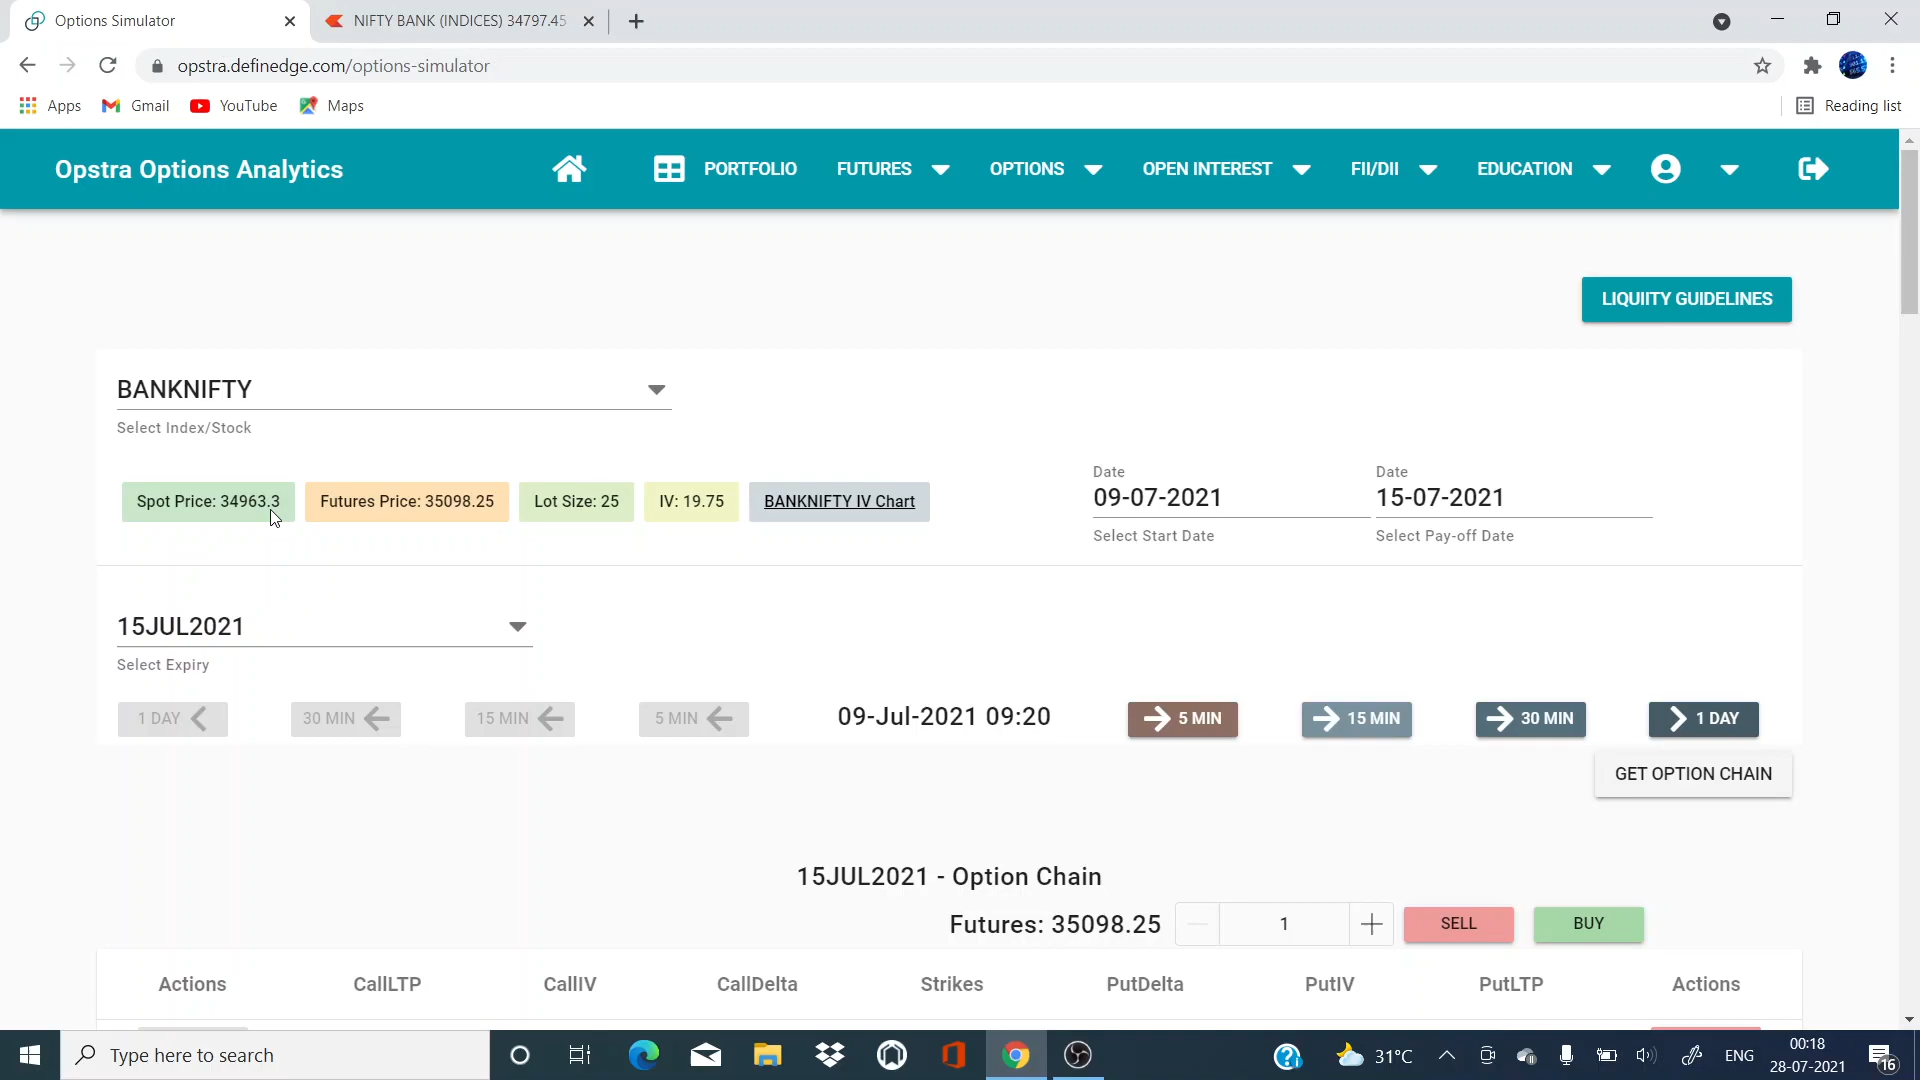 Options Simulator
NIFTY BANK (INDICES) 34797.45
opstra.definedge.com/options-simulator
Apps
Gmail
YouTube
Maps
Reading list
Opstra Options Analytics
PORTFOLIO
FUTURES
OPTIONS
OPEN INTEREST
FII/DII
EDUCATION
LIQUIITY GUIDELINES
BANKNIFTY
Select Index/Stock
Spot Price: 34963.3
Futures Price: 35098.25
Lot Size: 25
IV: 19.75
BANKNIFTY IV Chart
Date
09-07-2021
Select Start Date
Date
15-07-2021
Select Pay-off Date
15JUL2021
Select Expiry
1 DAY
30 MIN
15 MIN
5 MIN
09-Jul-2021 09:20
5 MIN
15 MIN
30 MIN
1 DAY
GET OPTION CHAIN
15JUL2021 - Option Chain
Futures: 35098.25
1
SELL
BUY
Actions
CallLTP
CallIV
CallDelta
Strikes
PutDelta
PutIV
PutLTP
Actions
Type here to search
31°C
ENG
00:18
28-07-2021
16